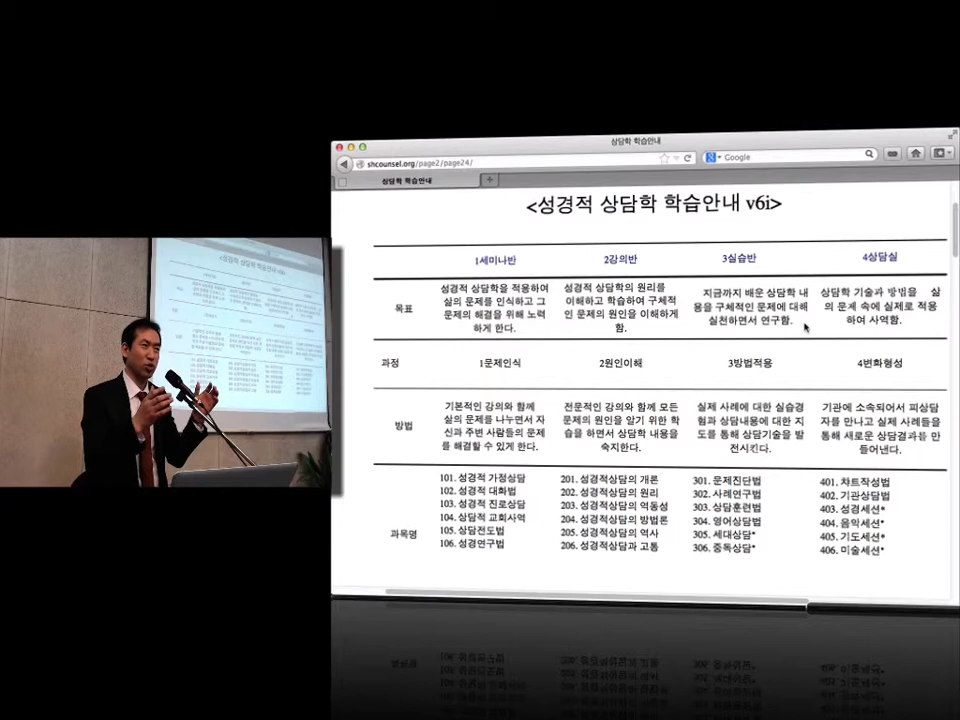 상담학 학습안내
shcounsel.org/page2/page24/
Google
상담학 학습안내
<성경적 상담학 학습안내 v6i>
1세미나반 2강의반 3실습반 4상담실
목표
성경적 상담학을 적용하여
삶의 문제를 인식하고 그
문제의 해결을 위해 노력
하게 한다.
성경적 상담학의 원리를
이해하고 학습하여 구체적
인 문제의 원인을 이해하게
함.
지금까지 배운 상담학 내
용을 구체적인 문제에 대해
실천하면서 연구함.
상담학 기술과 방법을 삶
의 문제 속에 실제로 적용
하여 사역함.
과정 1문제인식 2원인이해 3방법적용 4변화형성
방법
기본적인 강의와 함께
삶의 문제를 나누면서 자
신과 주변 사람들의 문제
를 해결할 수 있게 한다.
전문적인 강의와 함께 모든
문제의 원인을 알기 위한 학
습을 하면서 상담학 내용을
숙지한다.
실제 사례에 대한 실습경
험과 상담내용에 대한 지
도를 통해 상담기술을 발
전시킨다.
기관에 소속되어서 피상담
자를 만나고 실제 사례들을
통해 새로운 상담결과를 만
들어낸다.
과목명
101. 성경적 가정상담
102. 성경적 대화법
103. 성경적 진로상담
104. 상담적 교회사역
105. 상담전도법
106. 성경연구법
201. 성경적상담의 개론
202. 성경적상담의 원리
203. 성경적상담의 역동성
204. 성경적상담의 방법론
205. 성경적상담의 역사
206. 성경적상담과 고통
301. 문제진단법
302. 사례연구법
303. 상담훈련법
304. 영어상담법
305. 세대상담*
306. 중독상담*
401. 차트작성법
402. 기관상담법
403. 성경세션*
404. 음악세션*
405. 기도세션*
406. 미술세션*